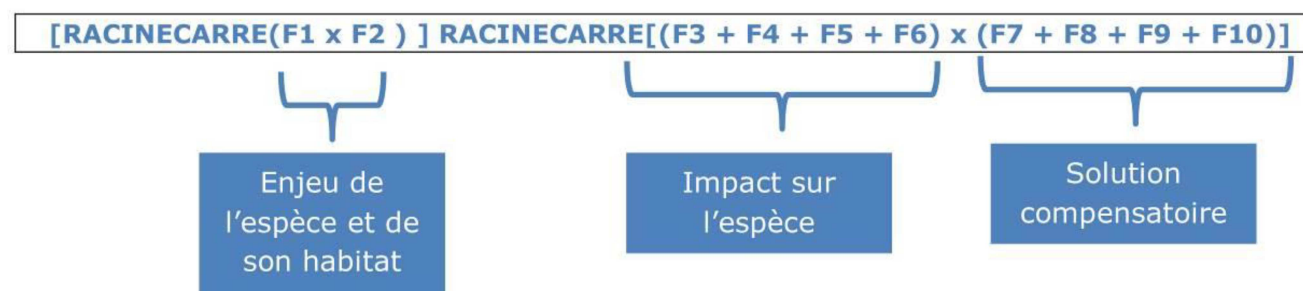 [RACINECARRE(F1 x F2 ) ] RACINECARRE[(F3 + F4 + F5 + F6) x (F7 + F8 + F9 + F10)]
Enjeu de
l’espèce et de
son habitat
Impact sur
l’espèce
Solution
compensatoire